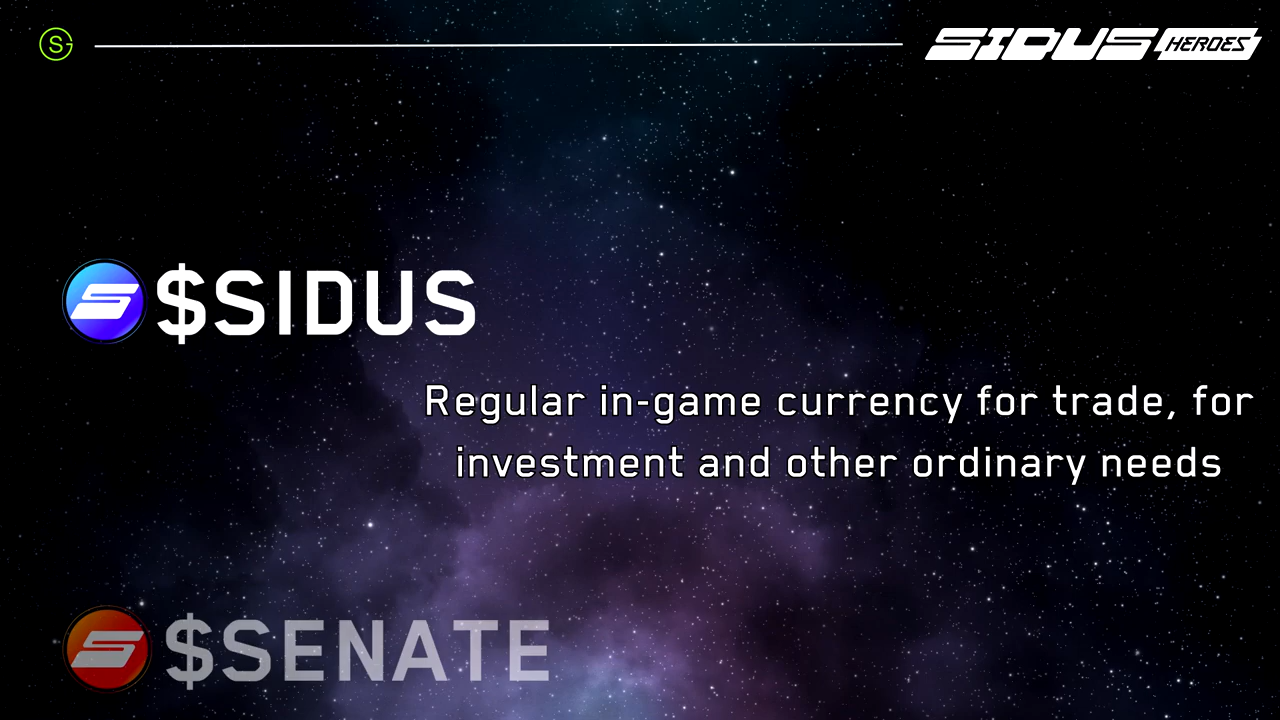 S
SIDUS HEROES
$SIDUS
Regular in-game currency for trade, for
investment and other ordinary needs
$SENATE